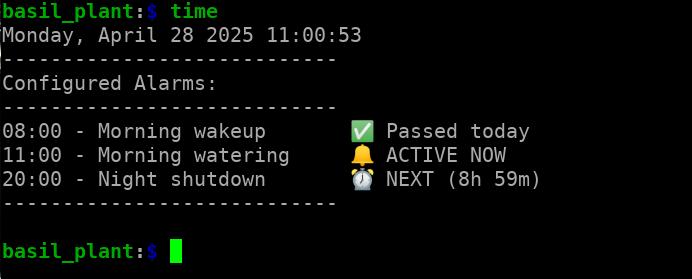 basil_plant:$ time
Monday, April 28 2025 11:00:53
----------------------------
Configured Alarms:
----------------------------
08:00 - Morning wakeup       ✅ Passed today
11:00 - Morning watering     🔔 ACTIVE NOW
20:00 - Night shutdown       ⏰ NEXT (8h 59m)
----------------------------
basil_plant:$